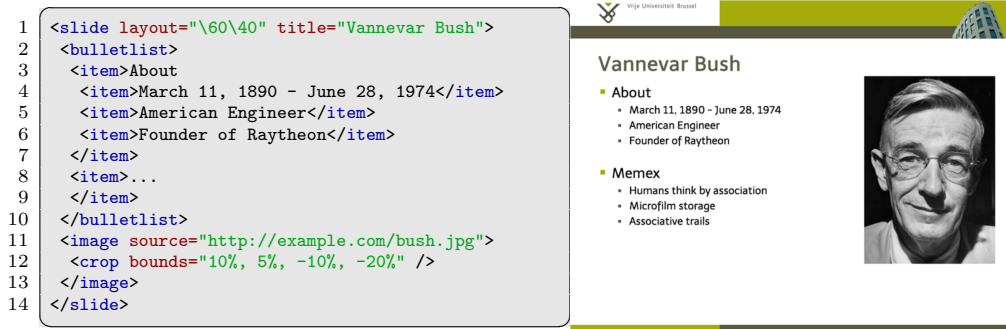 1 <slide layout="\60\40" title="Vannevar Bush">
2 <bulletlist>
3 <item>About
4 <item>March 11, 1890 - June 28, 1974</item>
5 <item>American Engineer</item>
6 <item>Founder of Raytheon</item>
7 </item>
8 <item>...
9 </item>
10 </bulletlist>
11 <image source="http://example.com/bush.jpg">
12 <crop bounds="10%, 5%, -10%, -20%" />
13 </image>
14 </slide>
Vrije Universiteit Brussel
Vannevar Bush
About
March 11, 1890 – June 28, 1974
American Engineer
Founder of Raytheon
Memex
Humans think by association
Microfilm storage
Associative trails